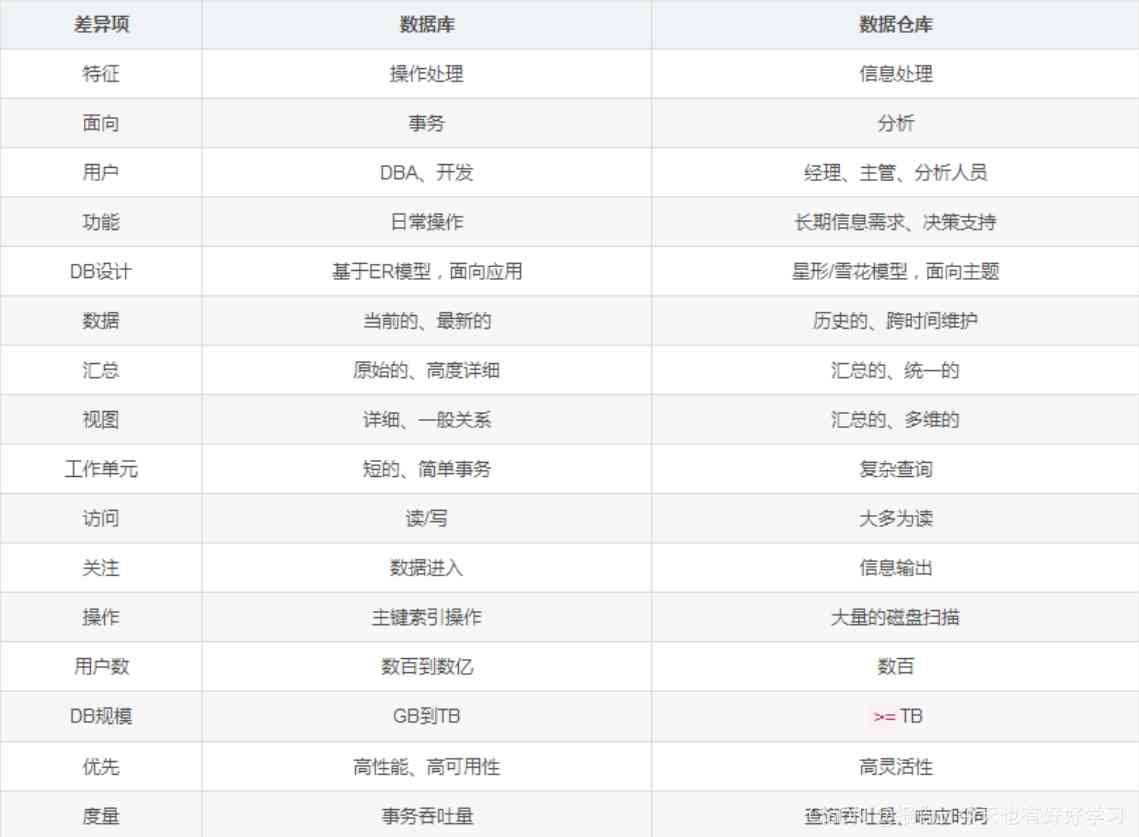 差异项 数据库 数据仓库
特征 操作处理 信息处理
面向 事务 分析
用户 DBA、开发 经理、主管、分析人员
功能 日常操作 长期信息需求、决策支持
DB设计 基于ER模型，面向应用 星形/雪花模型，面向主题
数据 当前的、最新的 历史的、跨时间维护
汇总 原始的、高度详细 汇总的、统一的
视图 详细、一般关系 汇总的、多维的
工作单元 短的、简单事务 复杂查询
访问 读/写 大多为读
关注 数据进入 信息输出
操作 主键索引操作 大量的磁盘扫描
用户数 数百到数亿 数百
DB规模 GB到TB >= TB
优先 高性能、高可用性 高灵活性
度量 事务吞吐量 查询吞吐量、响应时间
也有好好学习